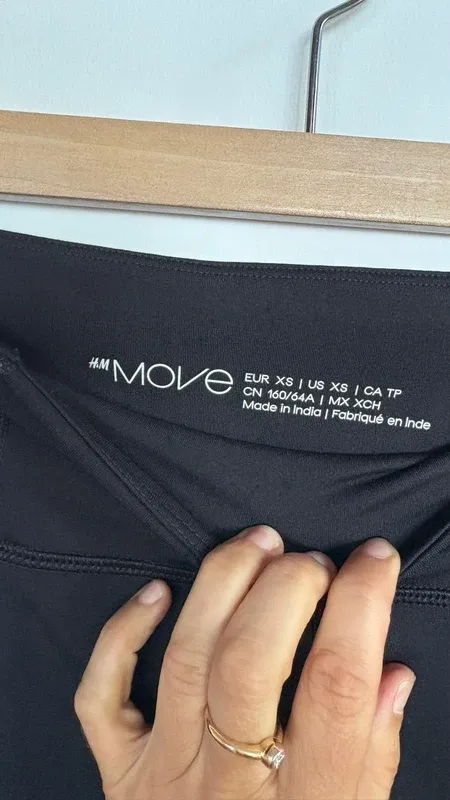 H&M MOVE
EUR XS | US XS | CA TP
CN 160/64A | MX XCH
Made in India | Fabriqué en Inde